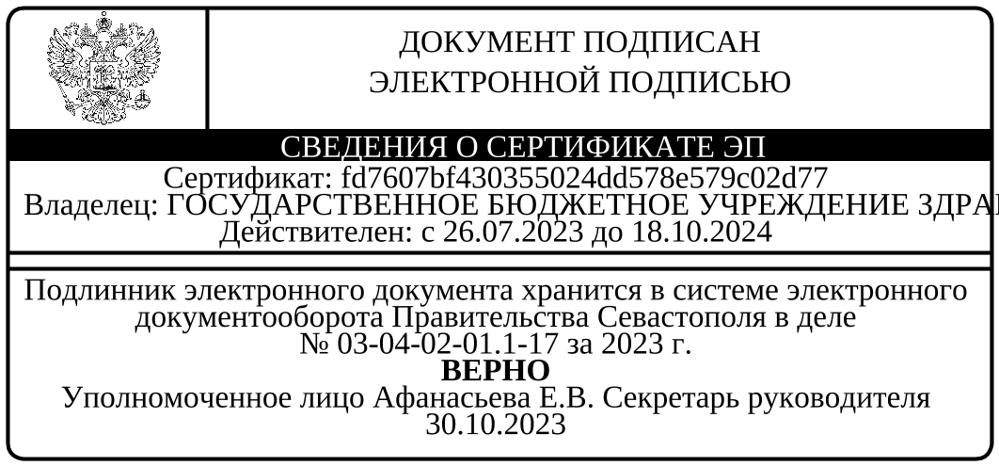 ДОКУМЕНТ ПОДПИСАН
ЭЛЕКТРОННОЙ ПОДПИСЬЮ
СВЕДЕНИЯ О СЕРТИФИКАТЕ ЭП
Сертификат: fd7607bf430355024dd578e579c02d77
Владелец: ГОСУДАРСТВЕННОЕ БЮДЖЕТНОЕ УЧРЕЖДЕНИЕ ЗДРА
Действителен: с 26.07.2023 до 18.10.2024
Подлинник электронного документа хранится в системе электронного
документооборота Правительства Севастополя в деле
№ 03-04-02-01.1-17 за 2023 г.
ВЕРНО
Уполномоченное лицо Афанасьева Е.В. Секретарь руководителя
30.10.2023